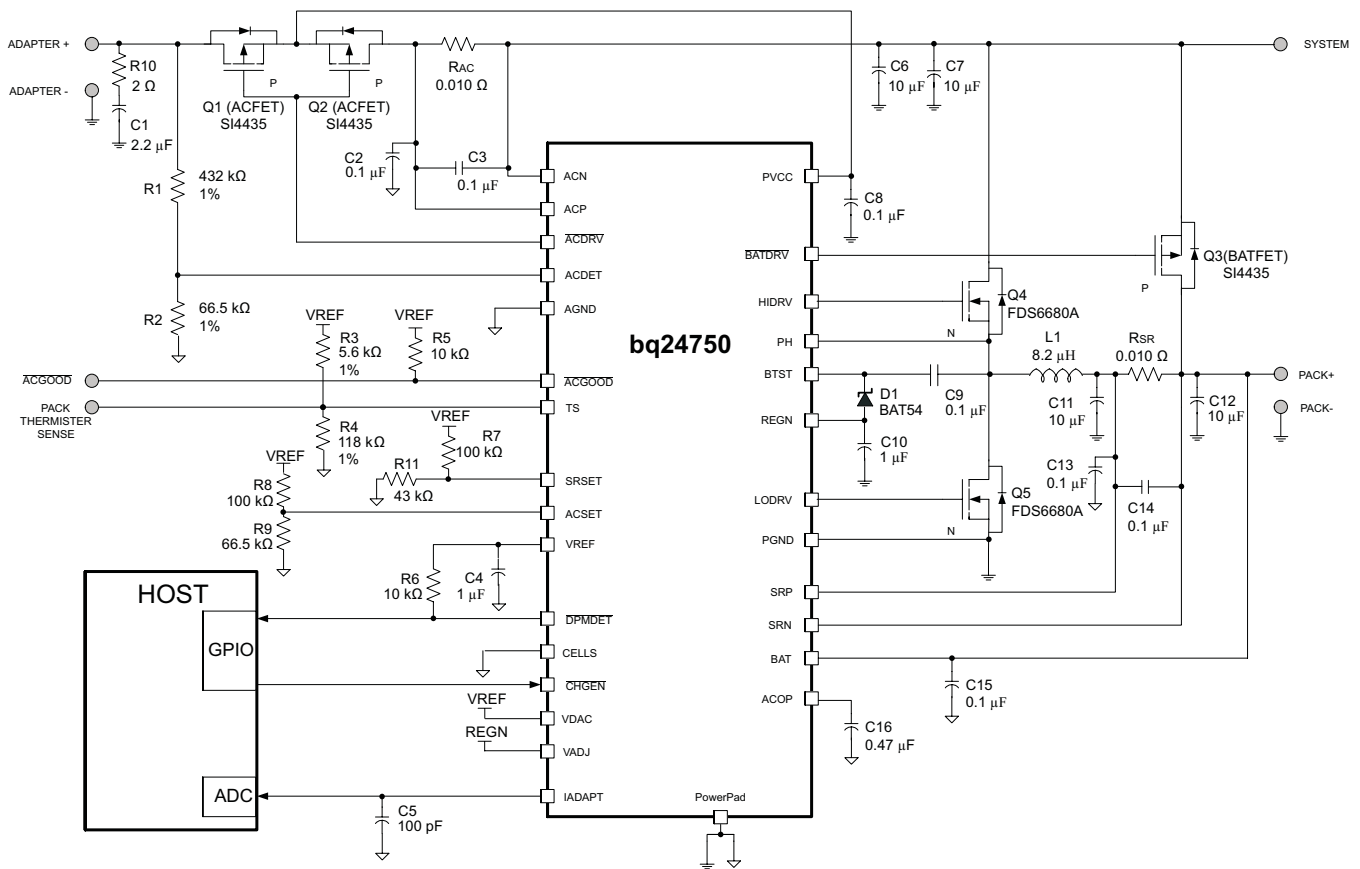 ADAPTER +
ADAPTER -
R10
2 Ω
C1
2.2 µF
P
Q1 (ACFET)
SI4435
P
Q2 (ACFET)
SI4435
RAC
0.010 Ω
C6
10 µF
C7
10 µF
SYSTEM
R1
432 kΩ
1%
R2
66.5 kΩ
1%
C2
0.1 µF
C3
0.1 µF
C8
0.1 µF
ACN
ACP
ACDRV
ACDET
AGND
ACGOOD
TS
SRSET
ACSET
VREF
DPMDET
CELLS
CHGEN
VDAC
VADJ
IADAPT
bq24750
PowerPad
PVCC
BATDRV
HIDRV
PH
BTST
REGN
LODRV
PGND
SRP
SRN
BAT
ACOP
Q3(BATFET)
SI4435
P
Q4
FDS6680A
N
L1
8.2 µH
RSR
0.010 Ω
PACK+
PACK-
D1
BAT54
C9
0.1 µF
C10
1 µF
C11
10 µF
C12
10 µF
C13
0.1 µF
C14
0.1 µF
Q5
FDS6680A
N
C15
0.1 µF
C16
0.47 µF
ACGOOD
PACK
THERMISTER
SENSE
VREF
R3
5.6 kΩ
1%
VREF
R5
10 kΩ
R4
118 kΩ
1%
VREF
R7
100 kΩ
R11
43 kΩ
VREF
R8
100 kΩ
R9
66.5 kΩ
R6
10 kΩ
C4
1 µF
HOST
GPIO
ADC
VREF
REGN
C5
100 pF